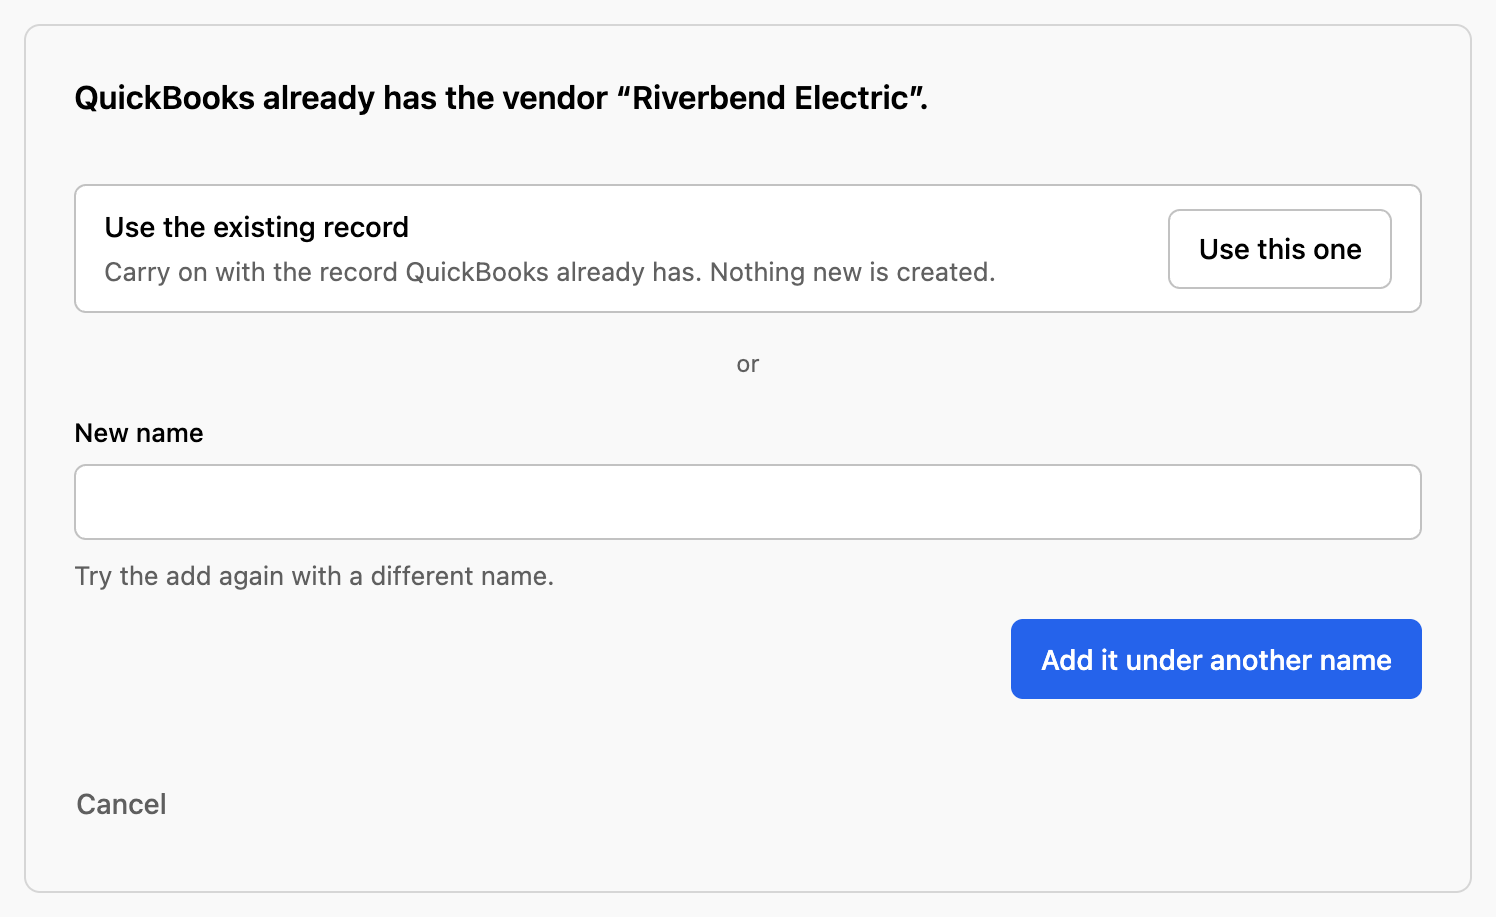 QuickBooks already has the vendor “Riverbend Electric”.
Use the existing record
Carry on with the record QuickBooks already has. Nothing new is created.
Use this one
or
New name
Try the add again with a different name.
Add it under another name
Cancel